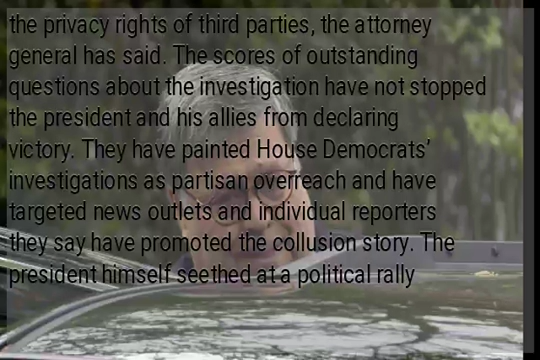 the privacy rights of third parties, the attorney
general has said. The scores of outstanding
questions about the investigation have not stopped
the president and his allies from declaring
victory. They have painted House Democrats’
investigations as partisan overreach and have
targeted news outlets and individual reporters
they say have promoted the collusion story. The
president himself seethed at a political rally